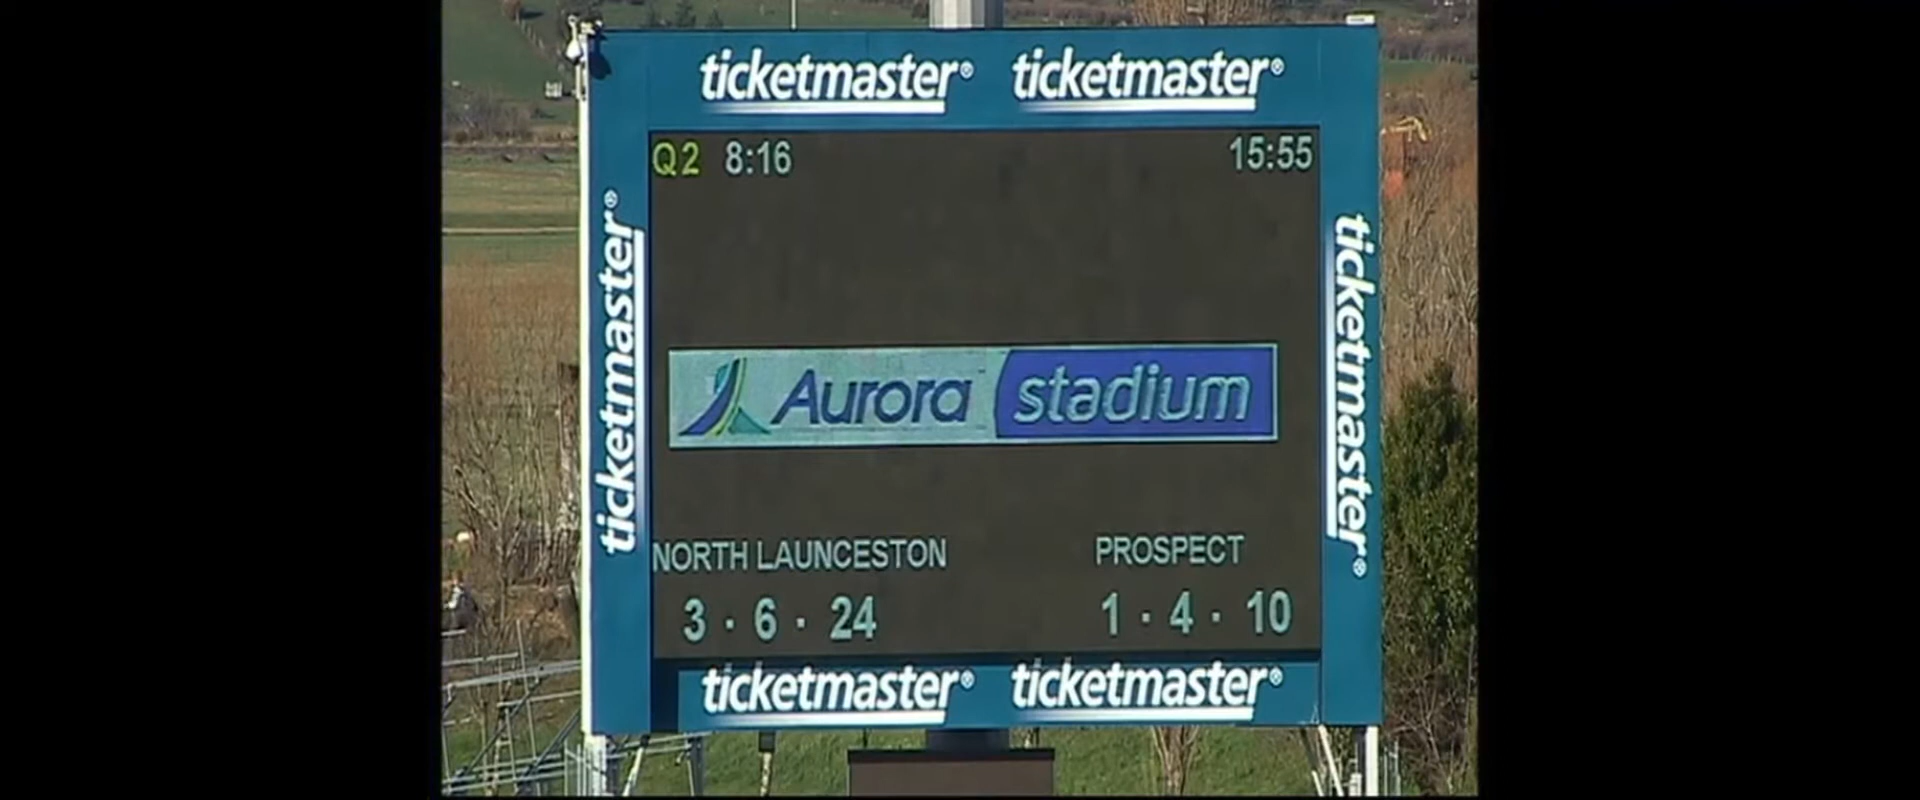 ticketmaster® ticketmaster®
Q2 8:16 15:55
ticketmaster®
ticketmaster®
Aurora stadium
NORTH LAUNCESTON PROSPECT
3 · 6 · 24 1 · 4 · 10
ticketmaster® ticketmaster®